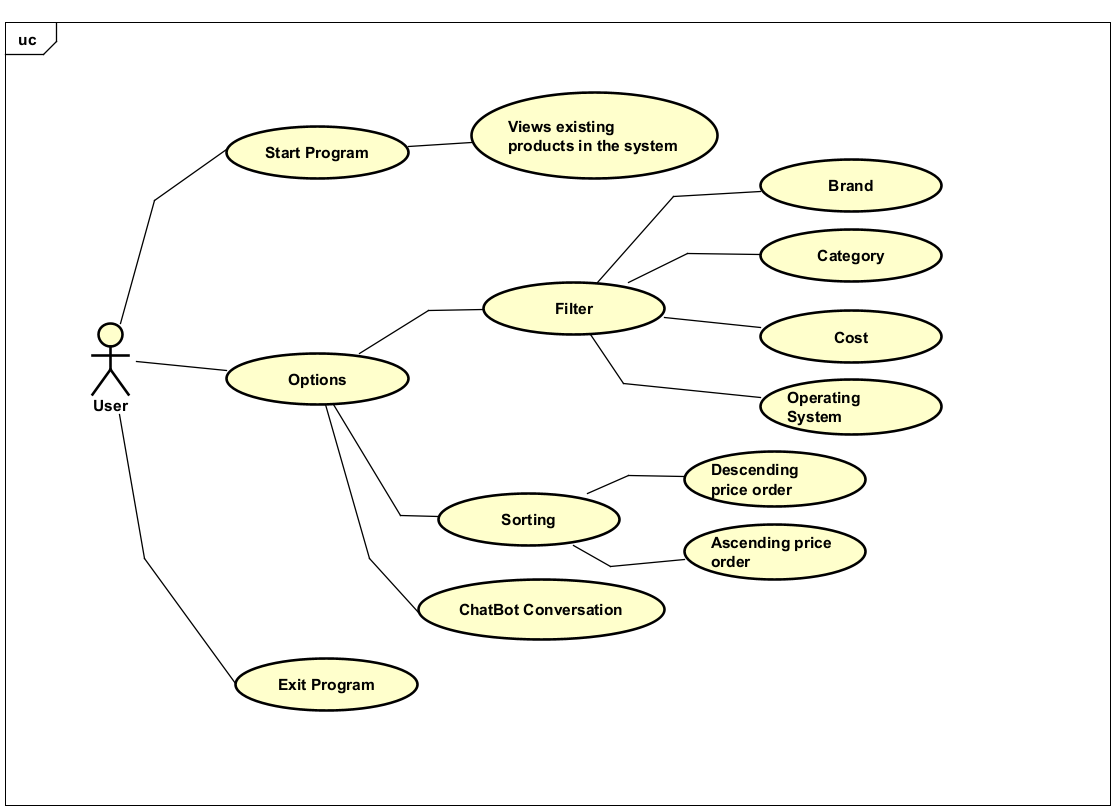 uc
Start Program
Views existing
products in the system
Brand
Category
Filter
Cost
Options
Operating
System
User
Descending
price order
Sorting
Ascending price
order
ChatBot Conversation
Exit Program